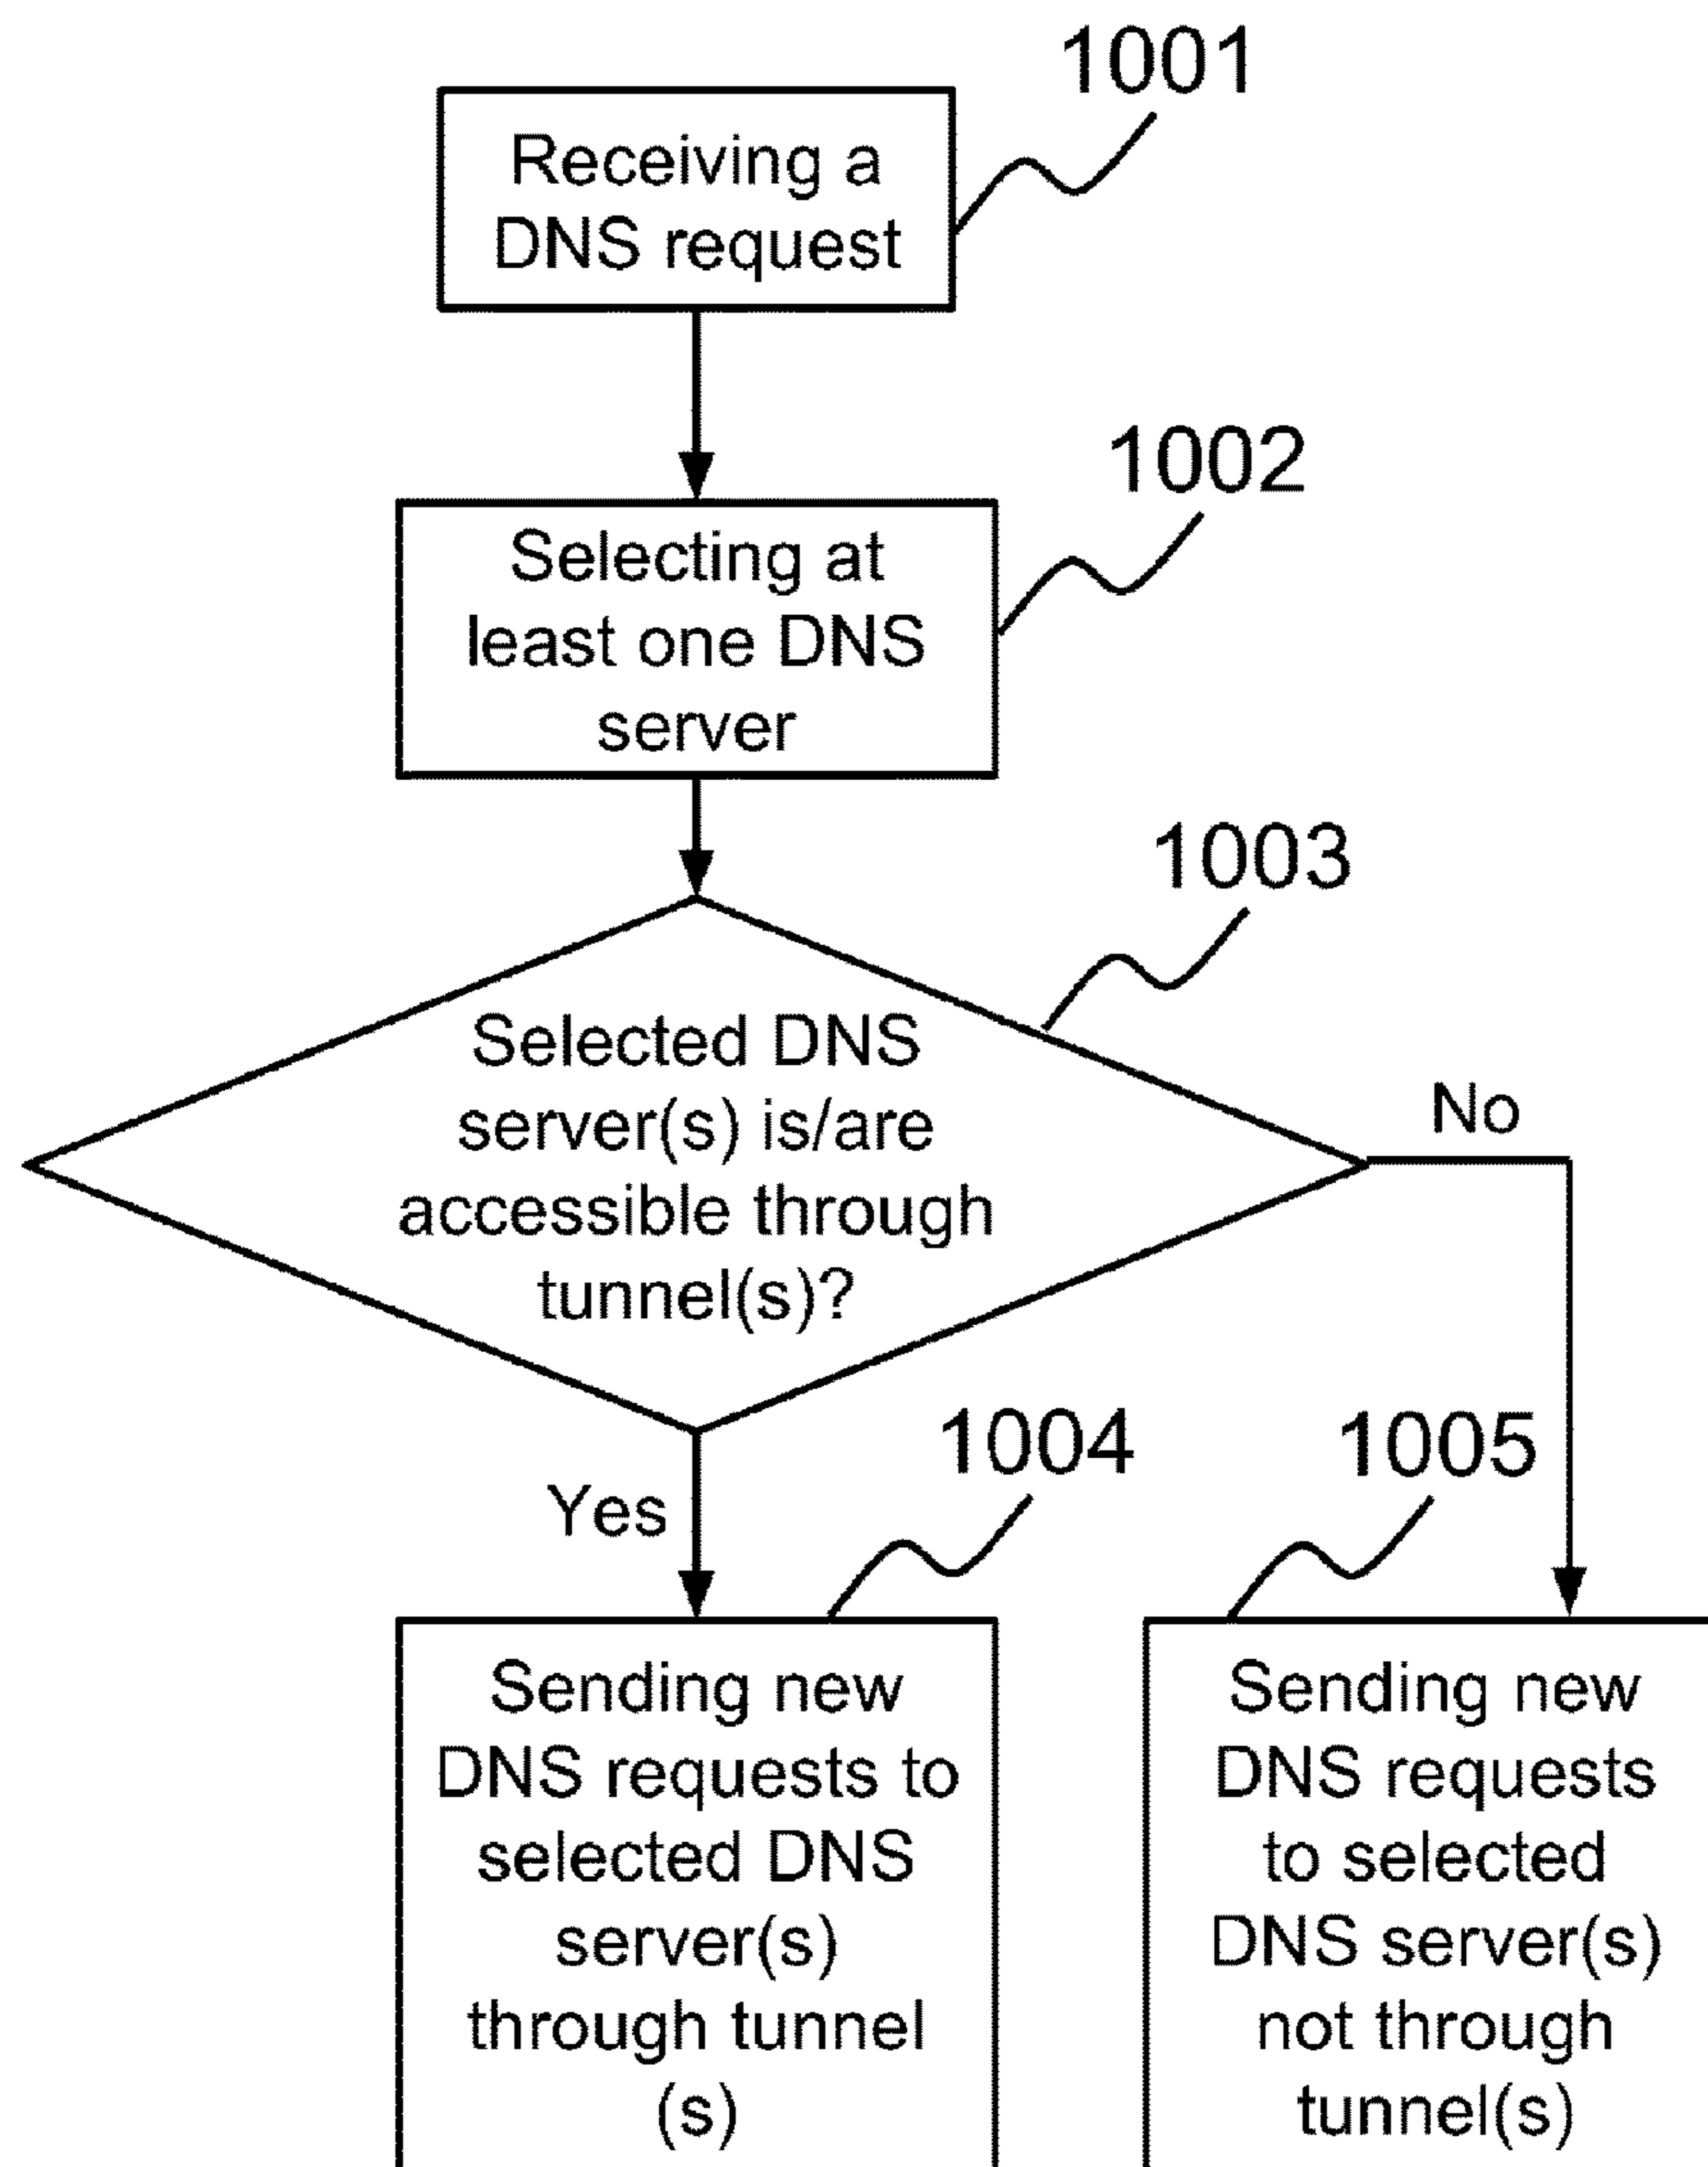 1001
Receiving a
DNS request
1002
Selecting at
least one DNS
server
1003
Selected DNS
server(s) is/are
accessible through
tunnel(s)?
No
Yes
1004
1005
Sending new
DNS requests to
selected DNS
server(s)
through tunnel
(s)
Sending new
DNS requests
to selected
DNS server(s)
not through
tunnel(s)